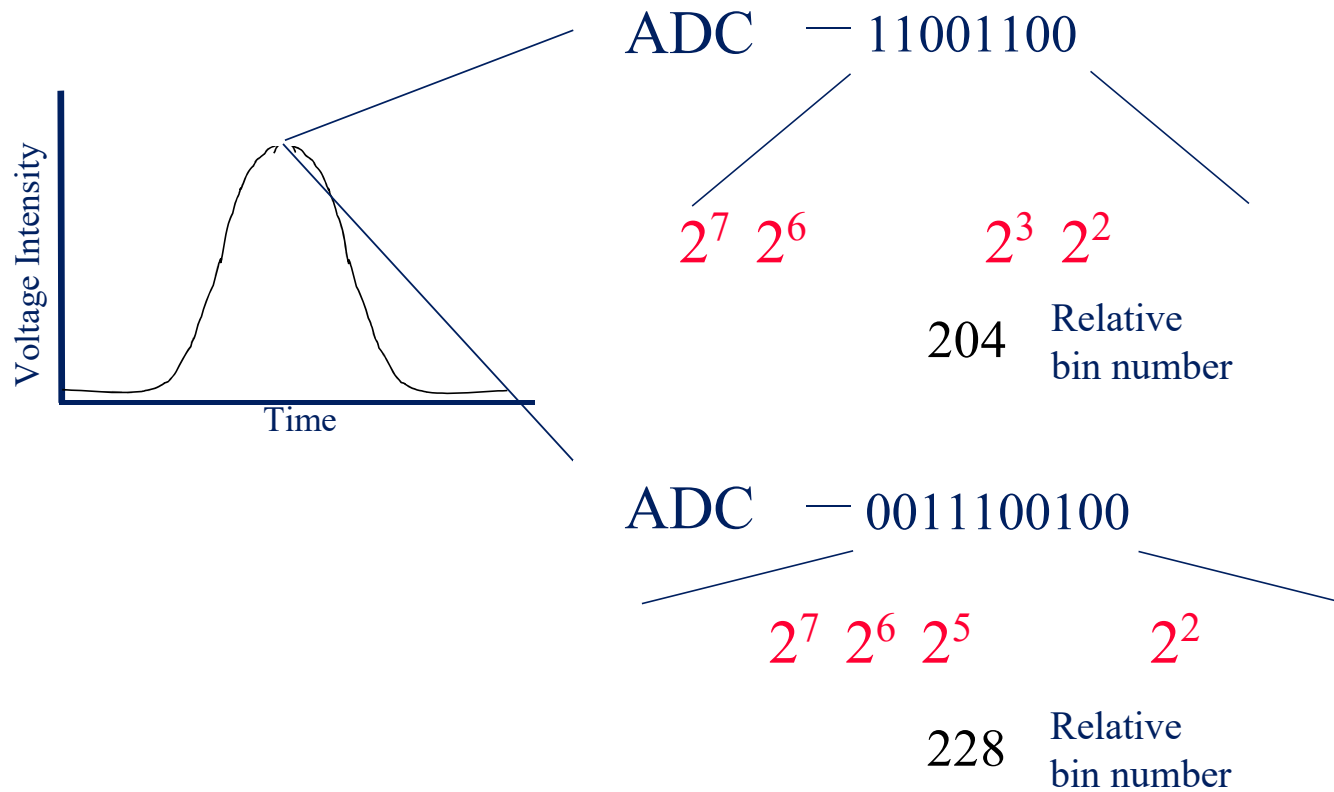 ADC — 11001100
2⁷ 2⁶ 2³ 2²
204 Relative
bin number
Voltage Intensity
Time
ADC — 0011100100
2⁷ 2⁶ 2⁵ 2²
228 Relative
bin number